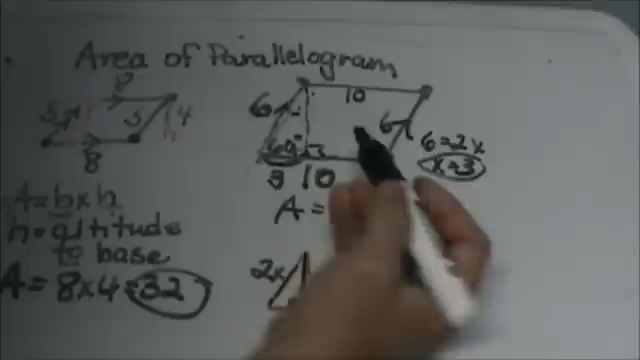 Area of Parallelogram
8
5
5
4
h
8
A = b x h
h = altitude
to base
A = 8 x 4 = 32
10
6
6
60°
3
10
6 = 2x
x = 3
A =
2x